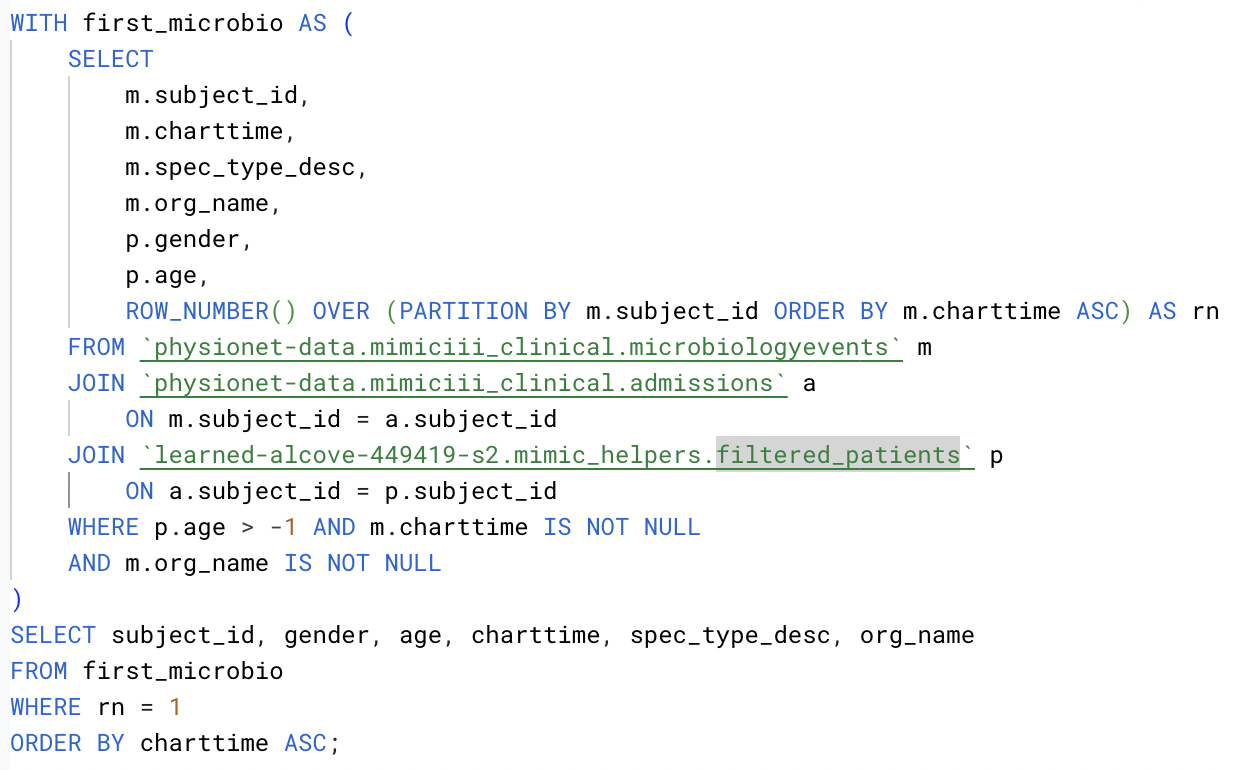 WITH first_microbio AS (
SELECT
m.subject_id,
m.charttime,
m.spec_type_desc,
m.org_name,
p.gender,
p.age,
ROW_NUMBER() OVER (PARTITION BY m.subject_id ORDER BY m.charttime ASC) AS rn
FROM `physionet-data.mimiciii_clinical.microbiologyevents` m
JOIN `physionet-data.mimiciii_clinical.admissions` a
ON m.subject_id = a.subject_id
JOIN `learned-alcove-449419-s2.mimic_helpers.filtered_patients` p
ON a.subject_id = p.subject_id
WHERE p.age > -1 AND m.charttime IS NOT NULL
AND m.org_name IS NOT NULL
)
SELECT subject_id, gender, age, charttime, spec_type_desc, org_name
FROM first_microbio
WHERE rn = 1
ORDER BY charttime ASC;